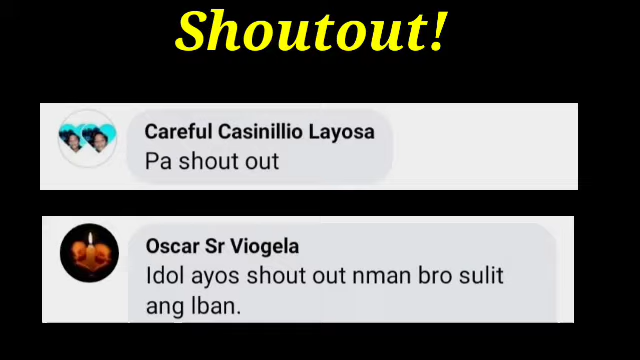 Shoutout!
Careful Casinillio Layosa
Pa shout out
Oscar Sr Viogela
Idol ayos shout out nman bro sulit
ang lban.